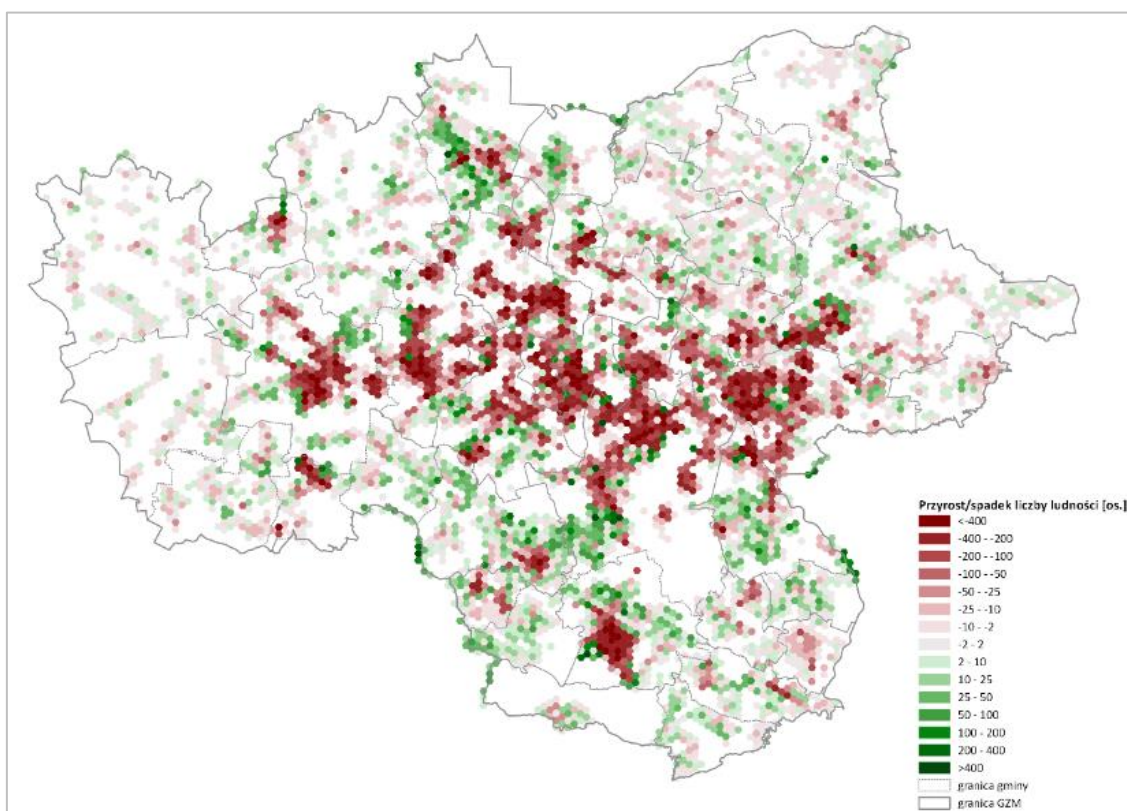 Przyrost/spadek liczby ludności [os.]
<-400
-400 - -200
-200 - -100
-100 - -50
-50 - -25
-25 - -10
-10 - -2
-2 - 2
2 - 10
10 - 25
25 - 50
50 - 100
100 - 200
200 - 400
>400
granica gminy
granica GZM